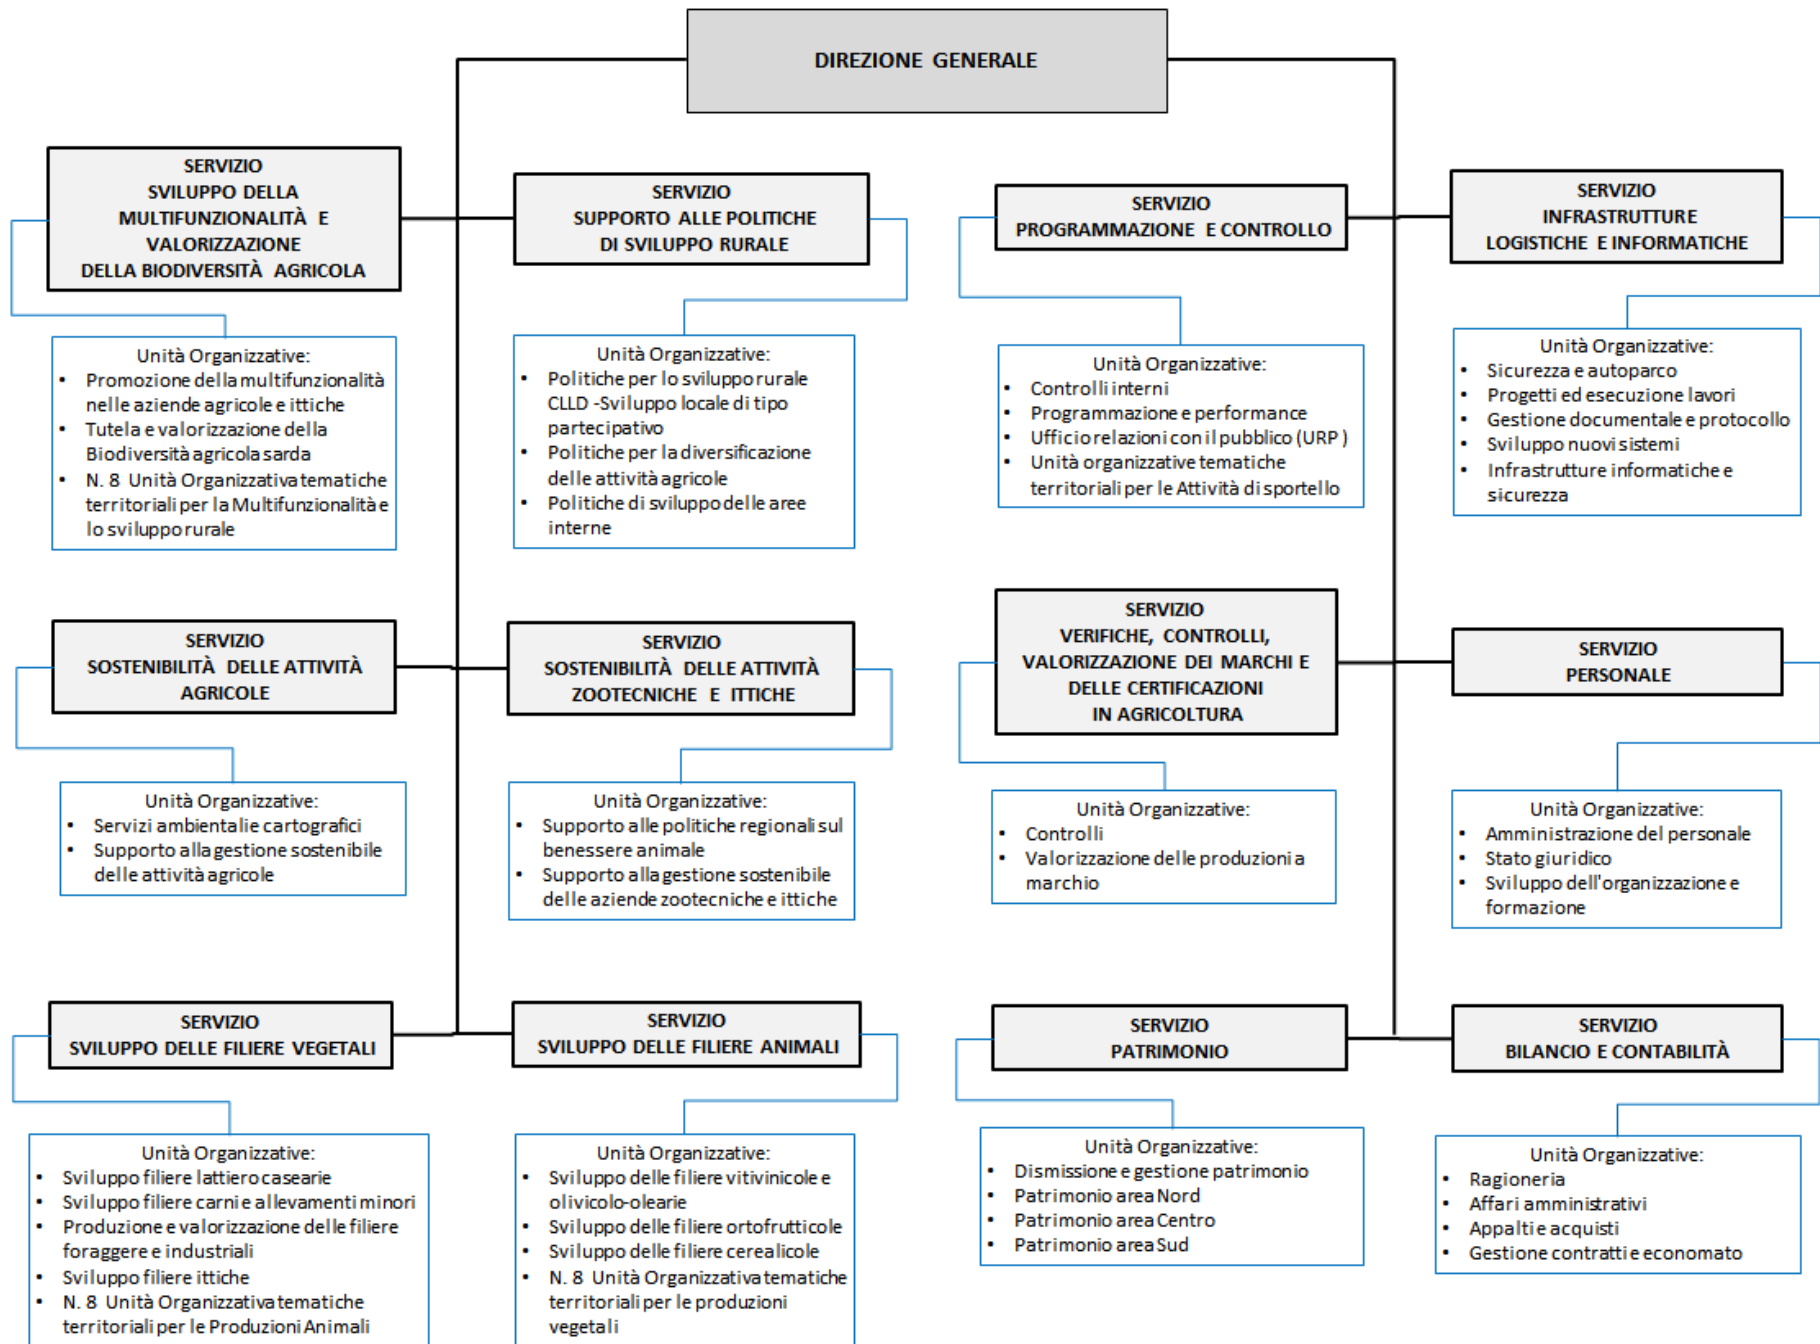 DIREZIONE GENERALE
SERVIZIO
SVILUPPO DELLA
MULTIFUNZIONALITÀ E
VALORIZZAZIONE
DELLA BIODIVERSITÀ AGRICOLA
Unità Organizzative:
• Promozione della multifunzionalità
nelle aziende agricole e ittiche
• Tutela e valorizzazione della
Biodiversità agricola sarda
• N. 8 Unità Organizzativa tematiche
territoriali per la Multifunzionalità e
lo sviluppo rurale
SERVIZIO
SUPPORTO ALLE POLITICHE
DI SVILUPPO RURALE
Unità Organizzative:
• Politiche per lo sviluppo rurale
CLLD -Sviluppo locale di tipo
partecipativo
• Politiche per la diversificazione
delle attività agricole
• Politiche di sviluppo delle aree
interne
SERVIZIO
PROGRAMMAZIONE E CONTROLLO
Unità Organizzative:
• Controlli interni
• Programmazione e performance
• Ufficio relazioni con il pubblico (URP )
• Unità organizzative tematiche
territoriali per le Attività di sportello
SERVIZIO
INFRASTRUTTURE
LOGISTICHE E INFORMATICHE
Unità Organizzative:
• Sicurezza e autoparco
• Progetti ed esecuzione lavori
• Gestione documentale e protocollo
• Sviluppo nuovi sistemi
• Infrastrutture informatiche e
sicurezza
SERVIZIO
SOSTENIBILITÀ DELLE ATTIVITÀ
AGRICOLE
Unità Organizzative:
• Servizi ambientali e cartografici
• Supporto alla gestione sostenibile
delle attività agricole
SERVIZIO
SOSTENIBILITÀ DELLE ATTIVITÀ
ZOOTECNICHE E ITTICHE
Unità Organizzative:
• Supporto alle politiche regionali sul
benessere animale
• Supporto alla gestione sostenibile
delle aziende zootecniche e ittiche
SERVIZIO
VERIFICHE, CONTROLLI,
VALORIZZAZIONE DEI MARCHI E
DELLE CERTIFICAZIONI
IN AGRICOLTURA
Unità Organizzative:
• Controlli
• Valorizzazione delle produzioni a
marchio
SERVIZIO
PERSONALE
Unità Organizzative:
• Amministrazione del personale
• Stato giuridico
• Sviluppo dell'organizzazione e
formazione
SERVIZIO
SVILUPPO DELLE FILIERE VEGETALI
Unità Organizzative:
• Sviluppo filiere lattiero casearie
• Sviluppo filiere carni e allevamenti minori
• Produzione e valorizzazione delle filiere
foraggere e industriali
• Sviluppo filiere ittiche
• N. 8 Unità Organizzativa tematiche
territoriali per le Produzioni Animali
SERVIZIO
SVILUPPO DELLE FILIERE ANIMALI
Unità Organizzative:
• Sviluppo delle filiere vitivinicole e
olivicolo-olearie
• Sviluppo delle filiere ortofrutticole
• Sviluppo delle filiere cerealicole
• N. 8 Unità Organizzativa tematiche
territoriali per le produzioni
vegetali
SERVIZIO
PATRIMONIO
Unità Organizzative:
• Dismissione e gestione patrimonio
• Patrimonio area Nord
• Patrimonio area Centro
• Patrimonio area Sud
SERVIZIO
BILANCIO E CONTABILITÀ
Unità Organizzative:
• Ragioneria
• Affari amministrativi
• Appalti e acquisti
• Gestione contratti e economato